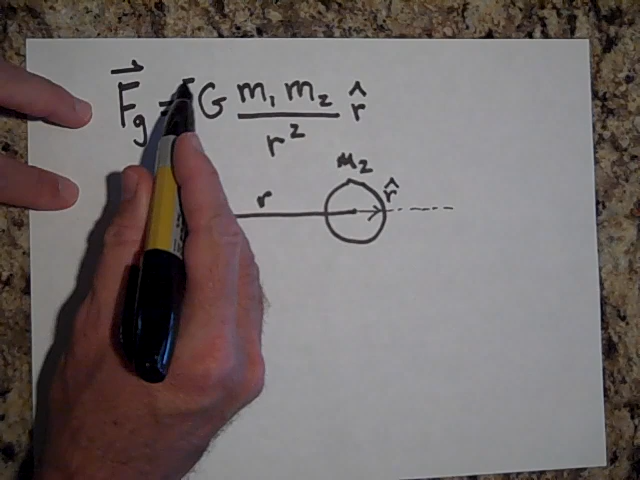 F⃗g = G m₁ m₂ / r² r̂
m₂
r r̂